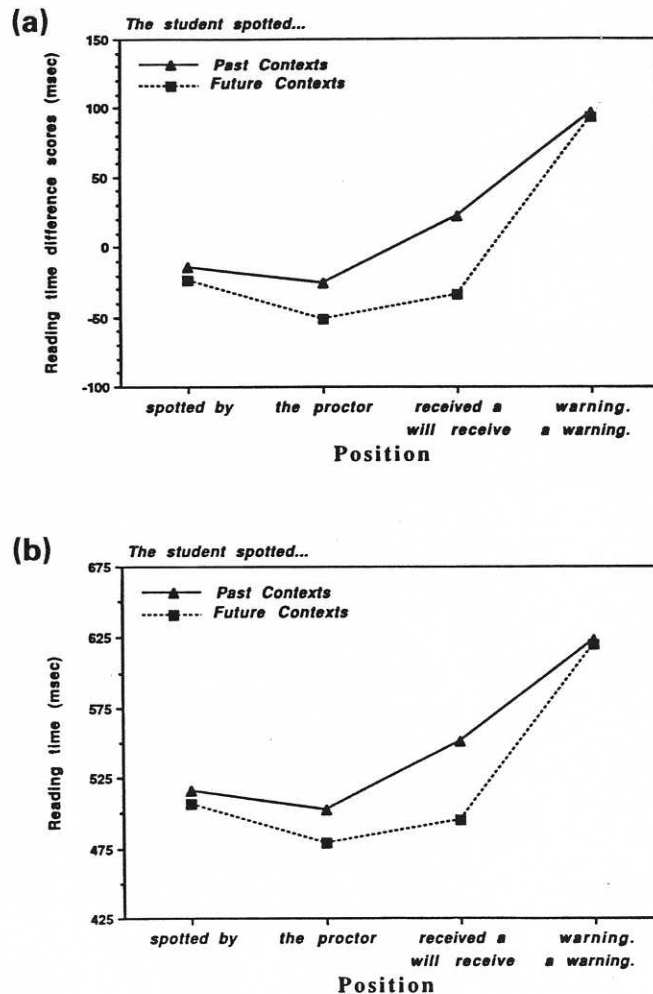 (a)
The student spotted...
150
100
50
0
-50
-100
Reading time difference scores (msec)
Past Contexts
Future Contexts
spotted by the proctor received a warning.
will receive a warning.
Position
(b)
The student spotted...
675
625
575
525
475
425
Reading time (msec)
Past Contexts
Future Contexts
spotted by the proctor received a warning.
will receive a warning.
Position